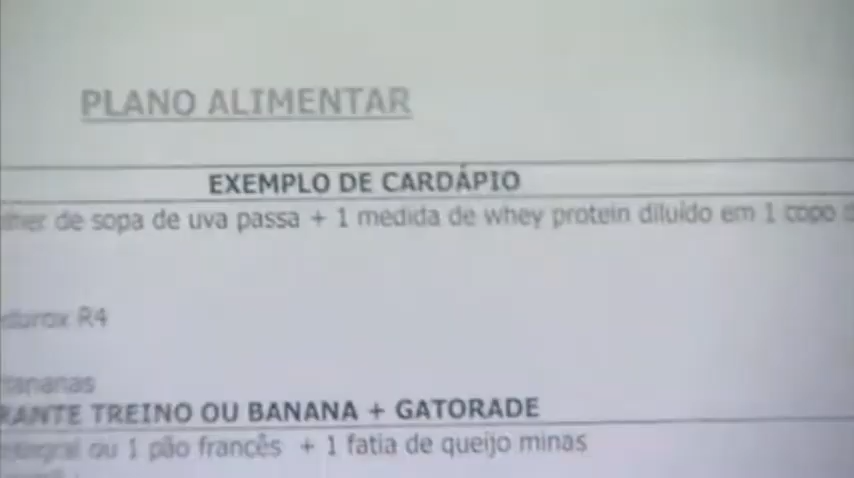 PLANO ALIMENTAR
EXEMPLO DE CARDÁPIO
de sopa de uva passa + 1 medida de whey protein diluído em 1 copo
R4
RANTE TREINO OU BANANA + GATORADE
ou 1 pão francês + 1 fatia de queijo minas